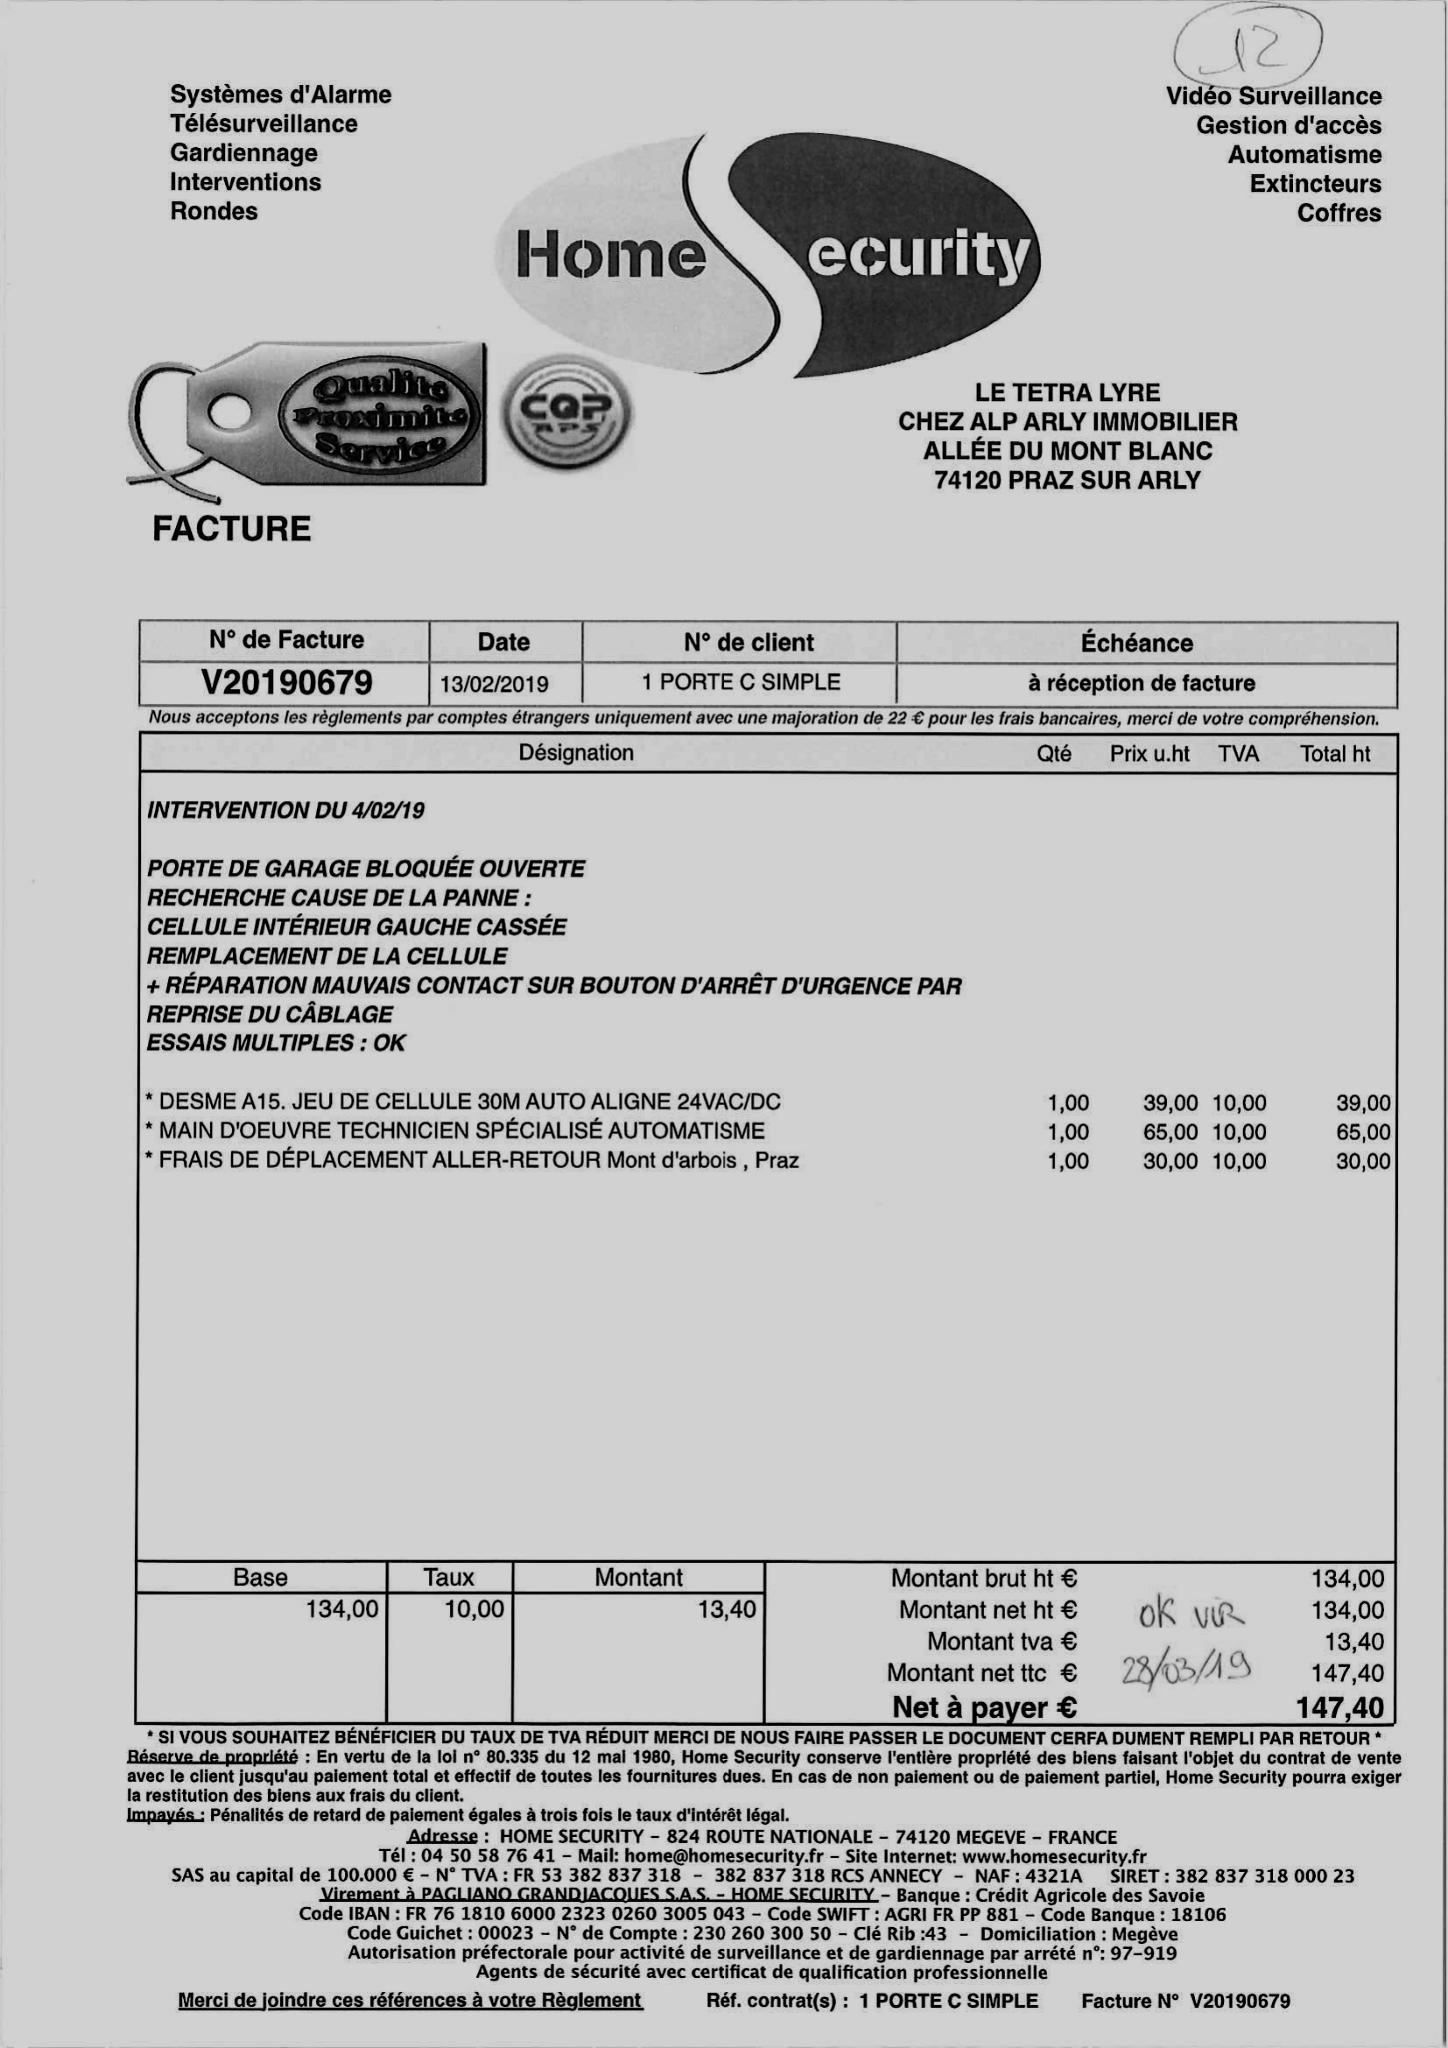 12
Systèmes d'Alarme
Télésurveillance
Gardiennage
Interventions
Rondes
Vidéo Surveillance
Gestion d'accès
Automatisme
Extincteurs
Coffres
Home Security
Qualité
Proximité
Service
CQP
APS
LE TETRA LYRE
CHEZ ALP ARLY IMMOBILIER
ALLÉE DU MONT BLANC
74120 PRAZ SUR ARLY
FACTURE
N° de Facture Date N° de client Échéance
V20190679 13/02/2019 1 PORTE C SIMPLE à réception de facture
Nous acceptons les règlements par comptes étrangers uniquement avec une majoration de 22 € pour les frais bancaires, merci de votre compréhension.
Désignation Qté Prix u.ht TVA Total ht
INTERVENTION DU 4/02/19
PORTE DE GARAGE BLOQUÉE OUVERTE
RECHERCHE CAUSE DE LA PANNE :
CELLULE INTÉRIEUR GAUCHE CASSÉE
REMPLACEMENT DE LA CELLULE
+ RÉPARATION MAUVAIS CONTACT SUR BOUTON D'ARRÊT D'URGENCE PAR
REPRISE DU CÂBLAGE
ESSAIS MULTIPLES : OK
* DESME A15. JEU DE CELLULE 30M AUTO ALIGNE 24VAC/DC 1,00 39,00 10,00 39,00
* MAIN D'OEUVRE TECHNICIEN SPÉCIALISÉ AUTOMATISME 1,00 65,00 10,00 65,00
* FRAIS DE DÉPLACEMENT ALLER-RETOUR Mont d'arbois , Praz 1,00 30,00 10,00 30,00
Base Taux Montant Montant brut ht € 134,00
134,00 10,00 13,40 Montant net ht € OK VIR 134,00
Montant tva € 13,40
Montant net ttc € 28/03/19 147,40
Net à payer € 147,40
* SI VOUS SOUHAITEZ BÉNÉFICIER DU TAUX DE TVA RÉDUIT MERCI DE NOUS FAIRE PASSER LE DOCUMENT CERFA DUMENT REMPLI PAR RETOUR *
Réserve de propriété : En vertu de la loi n° 80.335 du 12 mai 1980, Home Security conserve l'entière propriété des biens faisant l'objet du contrat de vente
avec le client jusqu'au paiement total et effectif de toutes les fournitures dues. En cas de non paiement ou de paiement partiel, Home Security pourra exiger
la restitution des biens aux frais du client.
Impayés : Pénalités de retard de paiement égales à trois fois le taux d'intérêt légal.
Adresse : HOME SECURITY – 824 ROUTE NATIONALE – 74120 MEGEVE – FRANCE
Tél : 04 50 58 76 41 – Mail: home@homesecurity.fr – Site Internet: www.homesecurity.fr
SAS au capital de 100.000 € – N° TVA : FR 53 382 837 318 – 382 837 318 RCS ANNECY – NAF : 4321A SIRET : 382 837 318 000 23
Virement à PAGLIANO GRANDJACQUES S.A.S. – HOME SECURITY – Banque : Crédit Agricole des Savoie
Code IBAN : FR 76 1810 6000 2323 0260 3005 043 – Code SWIFT : AGRI FR PP 881 – Code Banque : 18106
Code Guichet : 00023 – N° de Compte : 230 260 300 50 – Clé Rib :43 – Domiciliation : Megève
Autorisation préfectorale pour activité de surveillance et de gardiennage par arrété n°: 97–919
Agents de sécurité avec certificat de qualification professionnelle
Merci de joindre ces références à votre Règlement Réf. contrat(s) : 1 PORTE C SIMPLE Facture N° V20190679